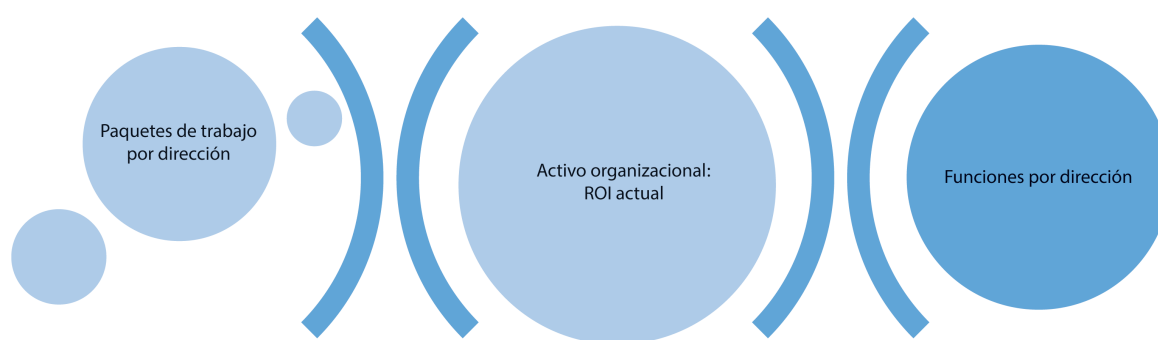 Paquetes de trabajo
por dirección
Activo organizacional:
ROI actual
Funciones por dirección